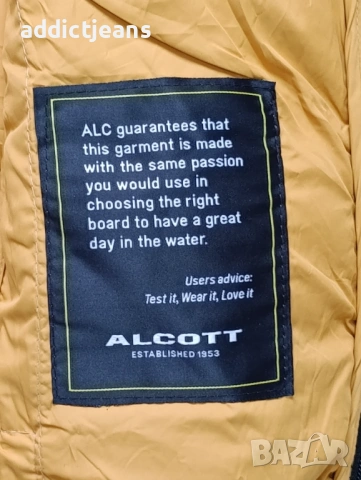 addictjeans
ALC guarantees that
this garment is made
with the same passion
you would use in
choosing the right
board to have a great
day in the water.
Users advice:
Test it, Wear it, Love it
ALCOTT
ESTABLISHED 1953
BAZAR
bazar.bg